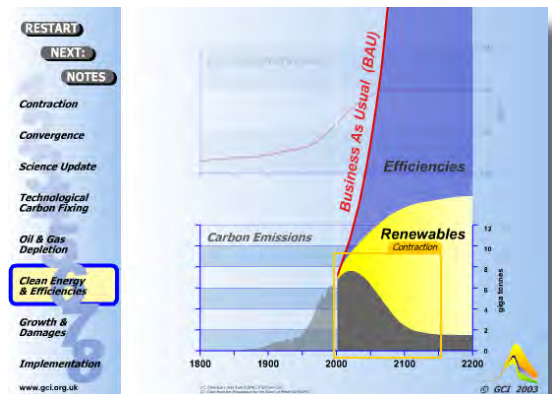 RESTART
NEXT:
NOTES
Contraction
Convergence
Science Update
Technological
Carbon Fixing
Oil & Gas
Depletion
Clean Energy
& Efficiencies
Growth &
Damages
Implementation
www.gci.org.uk
Business As Usual (BAU)
Efficiencies
Carbon Emissions
Renewables
Contraction
12
10
8
6
4
2
0
giga tonnes
1800
1900
2000
2100
2200
© GCI 2003